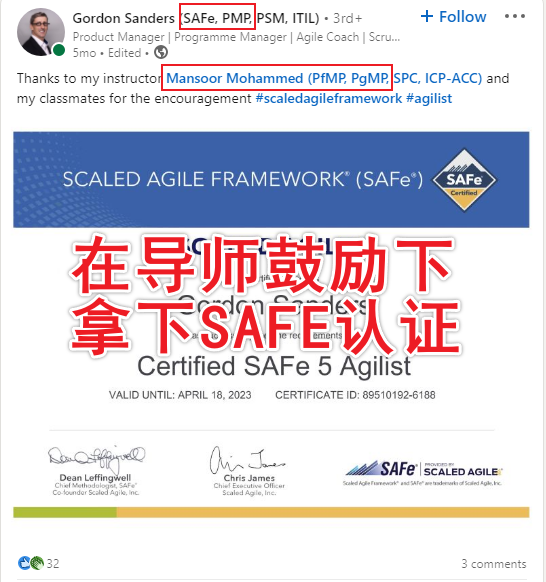 Gordon Sanders (SAFe, PMP, PSM, ITIL) • 3rd+
+ Follow
Product Manager | Programme Manager | Agile Coach | Scru...
5mo • Edited •
Thanks to my instructor Mansoor Mohammed (PfMP, PgMP, SPC, ICP-ACC) and
my classmates for the encouragement #scaledagileframework #agilist
SCALED AGILE FRAMEWORK® (SAFe®)
SAFe®
Certified
在导师鼓励下
Gordon Sanders
拿下SAFE认证
Certified SAFe 5 Agilist
VALID UNTIL: APRIL 18, 2023 CERTIFICATE ID: 89510192-6188
Dean Leffingwell
Chief Methodologist, SAFe®
Co-founder Scaled Agile, Inc.
Chris James
Chief Executive Officer
Scaled Agile, Inc.
SAFe® PROVIDED BY SCALED AGILE
Scaled Agile Framework® and SAFe® are trademarks of Scaled Agile, Inc.
32
3 comments